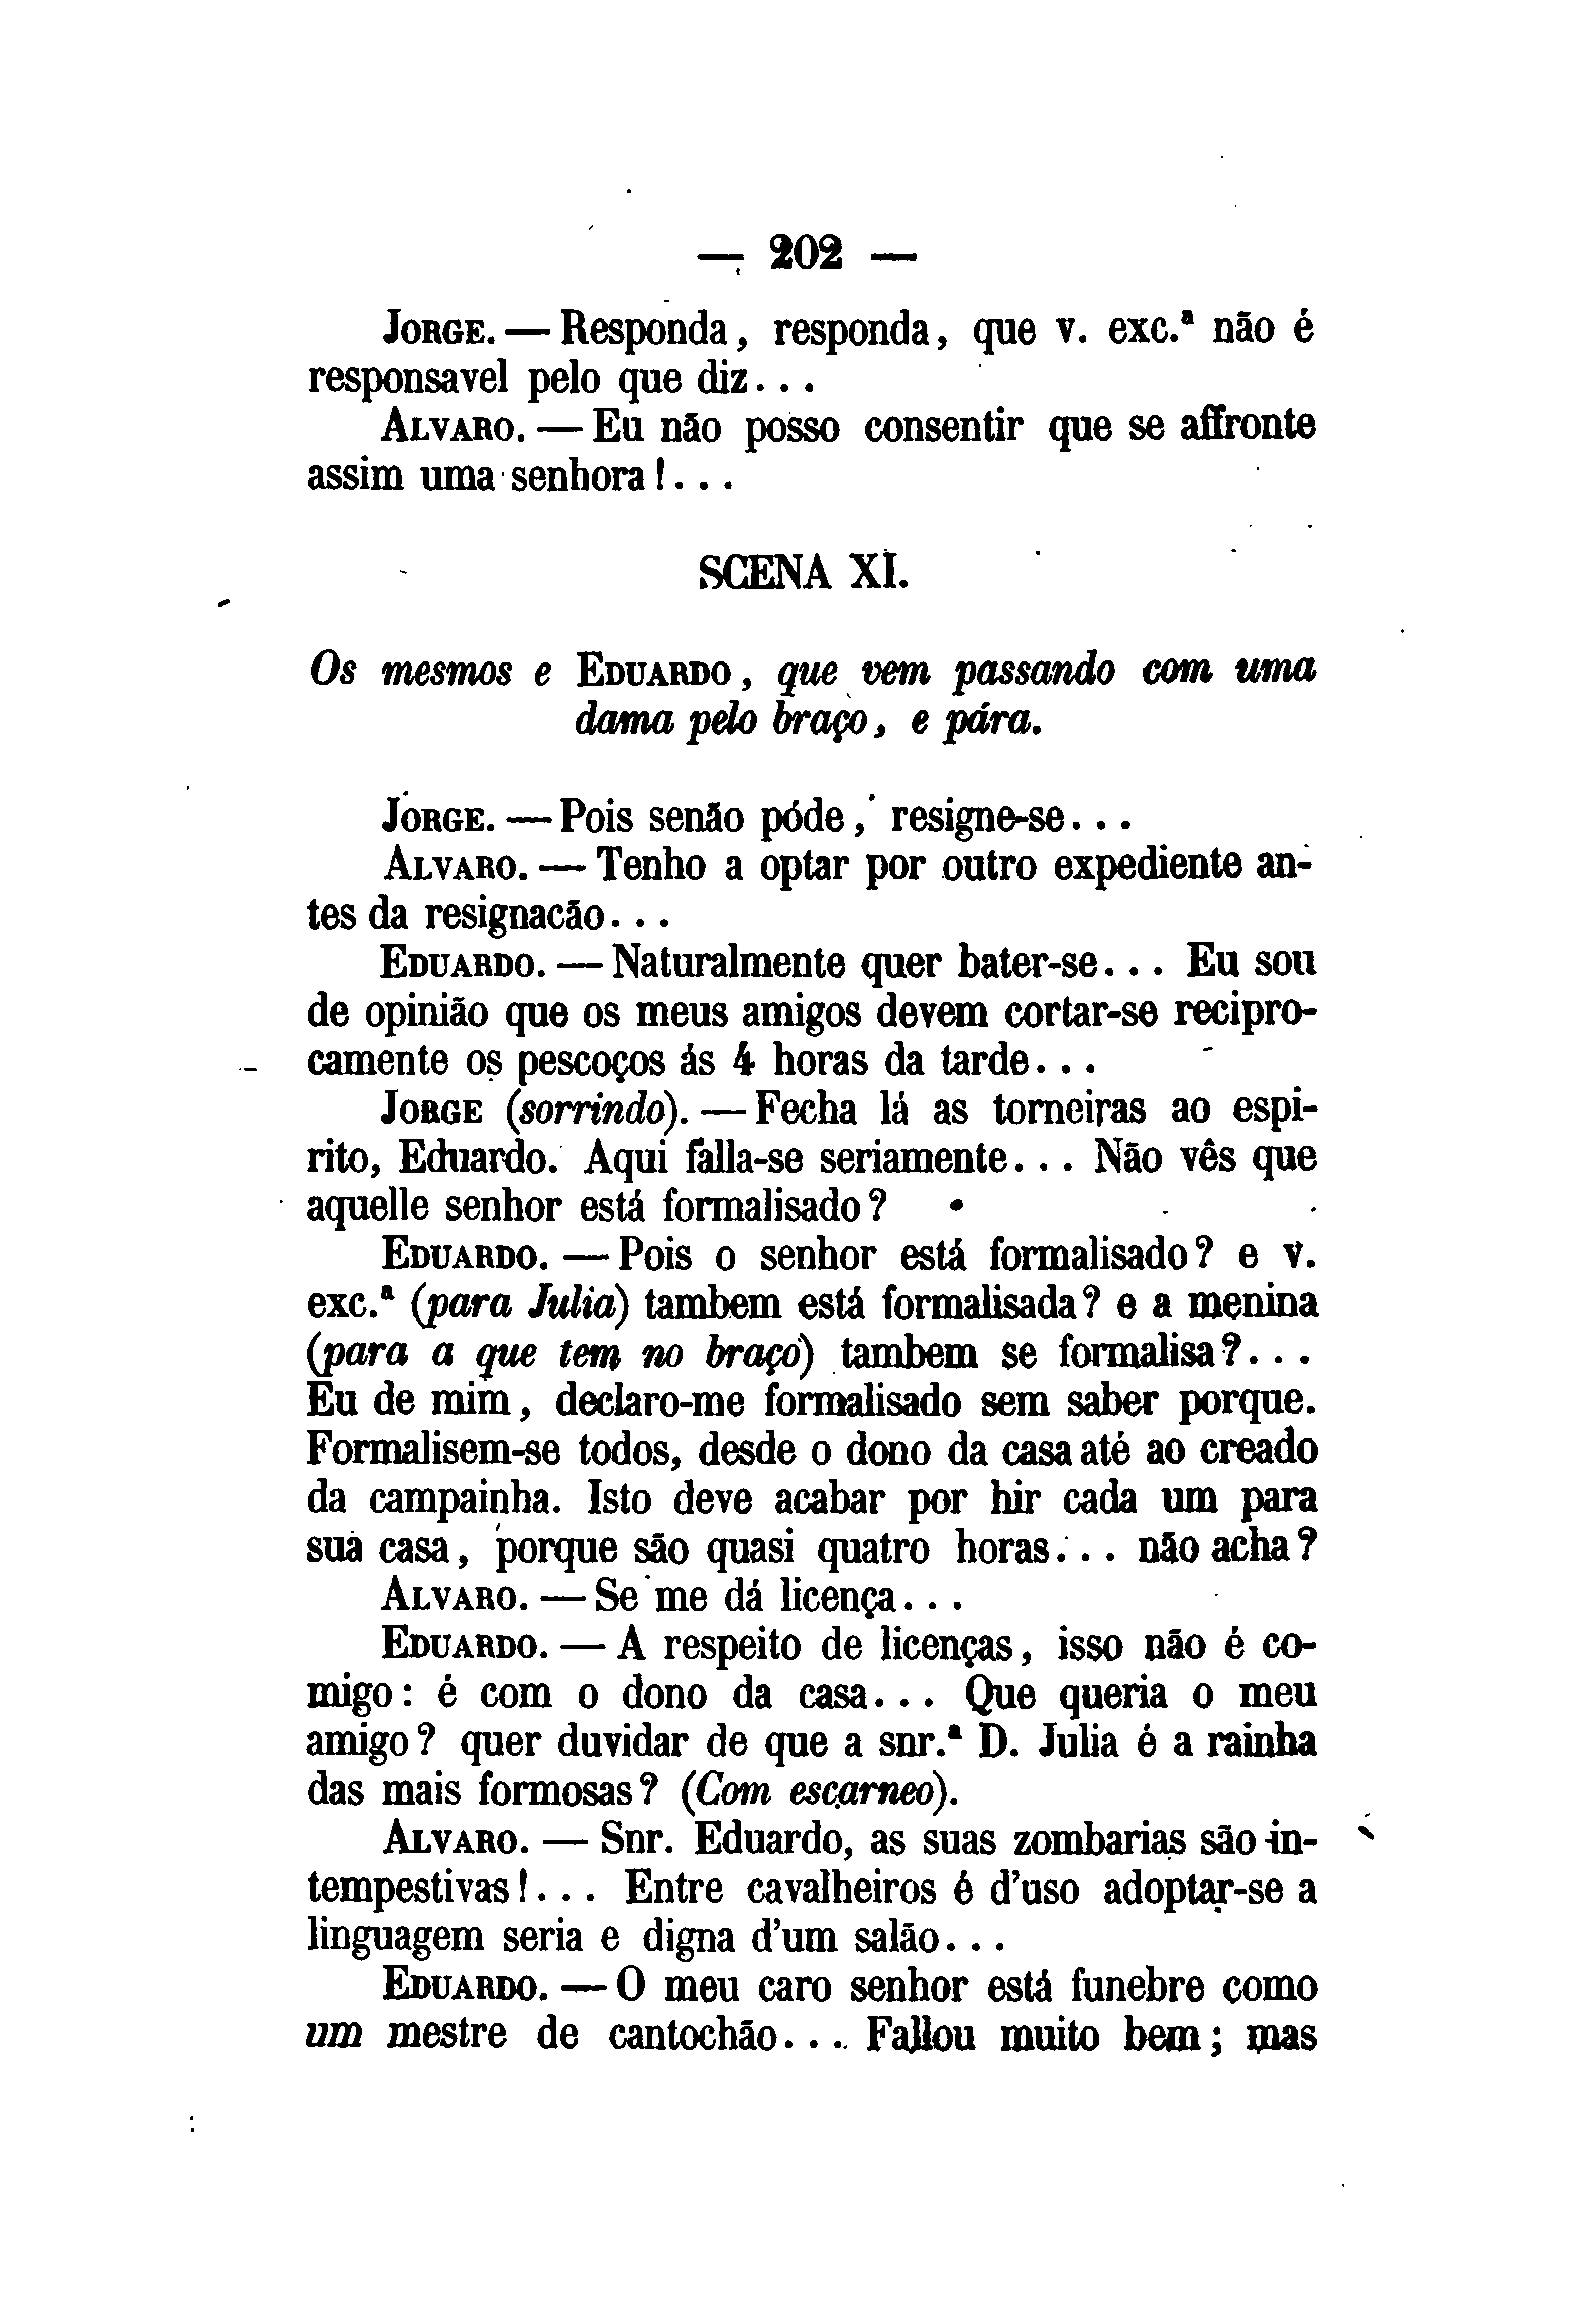 — 202 —
JORGE. — Responda, responda, que v. exc.ª não é
responsavel pelo que diz...
ALVARO. — Eu não posso consentir que se affronte
assim uma senhora!...
SCENA XI.
Os mesmos e EDUARDO, que vem passando com uma
dama pelo braço, e pára.
JORGE. — Pois senão póde, resigne-se...
ALVARO. — Tenho a optar por outro expediente an-
tes da resignacão...
EDUARDO. — Naturalmente quer bater-se... Eu sou
de opinião que os meus amigos devem cortar-se recipro-
camente os pescoços ás 4 horas da tarde...
JORGE (sorrindo). — Fecha lá as torneiras ao espi-
rito, Eduardo. Aqui falla-se seriamente... Não vês que
aquelle senhor está formalisado?
EDUARDO. — Pois o senhor está formalisado? e v.
exc.ª (para Julia) tambem está formalisada? e a menina
(para a que tem no braço) tambem se formalisa?...
Eu de mim, declaro-me formalisado sem saber porque.
Formalisem-se todos, desde o dono da casa até ao creado
da campainha. Isto deve acabar por hir cada um para
sua casa, porque são quasi quatro horas... não acha?
ALVARO. — Se me dá licença...
EDUARDO. — A respeito de licenças, isso não é co-
migo: é com o dono da casa... Que queria o meu
amigo? quer duvidar de que a snr.ª D. Julia é a rainha
das mais formosas? (Com escarneo).
ALVARO. — Snr. Eduardo, as suas zombarias são in-
tempestivas!... Entre cavalheiros é d'uso adoptar-se a
linguagem seria e digna d'um salão...
EDUARDO. — O meu caro senhor está funebre como
um mestre de cantochão... Fallou muito bem; mas